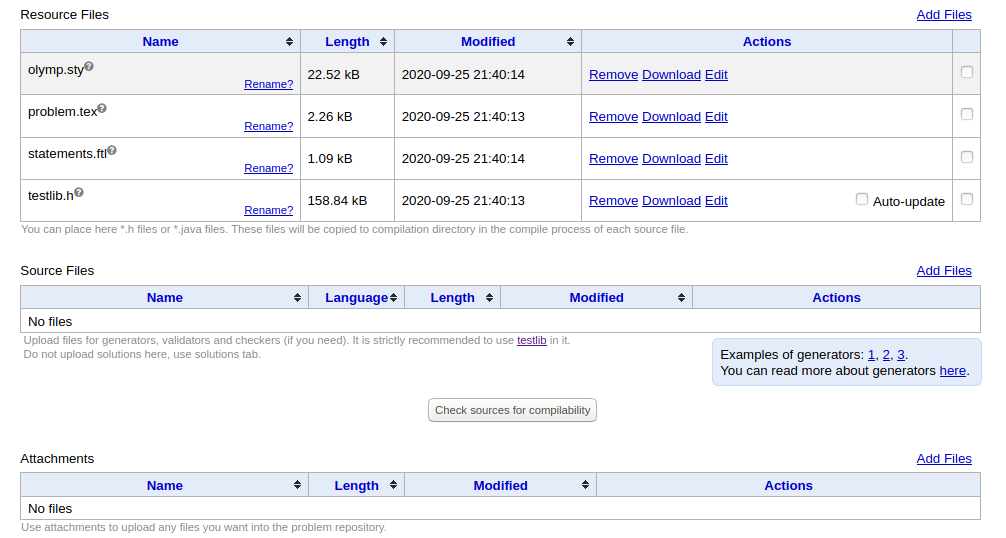 Resource Files Add Files
Name Length Modified Actions
olymp.sty? Rename? 22.52 kB 2020-09-25 21:40:14 Remove Download Edit
problem.tex? Rename? 2.26 kB 2020-09-25 21:40:13 Remove Download Edit
statements.ftl? Rename? 1.09 kB 2020-09-25 21:40:14 Remove Download Edit
testlib.h? Rename? 158.84 kB 2020-09-25 21:40:13 Remove Download Edit Auto-update
You can place here *.h files or *.java files. These files will be copied to compilation directory in the compile process of each source file.
Source Files Add Files
Name Language Length Modified Actions
No files
Upload files for generators, validators and checkers (if you need). It is strictly recommended to use testlib in it.
Do not upload solutions here, use solutions tab.
Examples of generators: 1, 2, 3.
You can read more about generators here.
Check sources for compilability
Attachments Add Files
Name Length Modified Actions
No files
Use attachments to upload any files you want into the problem repository.